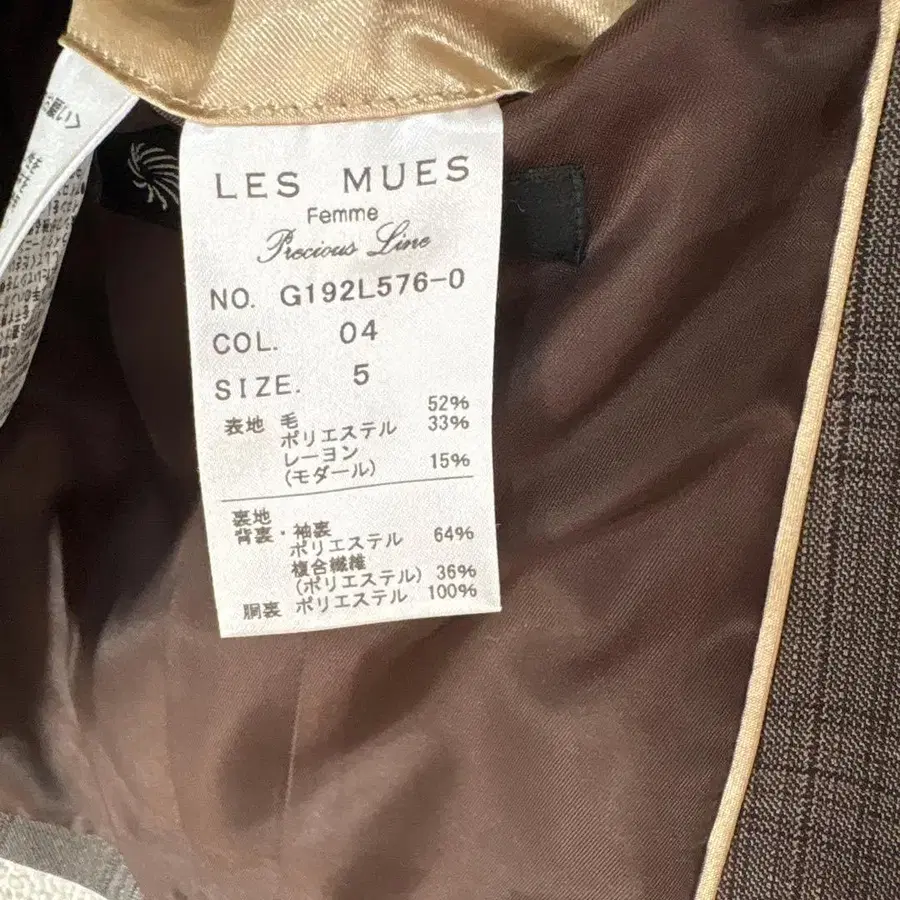 LES MUES
Femme
Precious Line
NO. G192L576-0
COL. 04
SIZE. 5
表地 毛 52%
ポリエステル 33%
レーヨン
(モダール) 15%
裏地
背裏・袖裏
ポリエステル 64%
複合繊維
(ポリエステル) 36%
胴裏 ポリエステル 100%